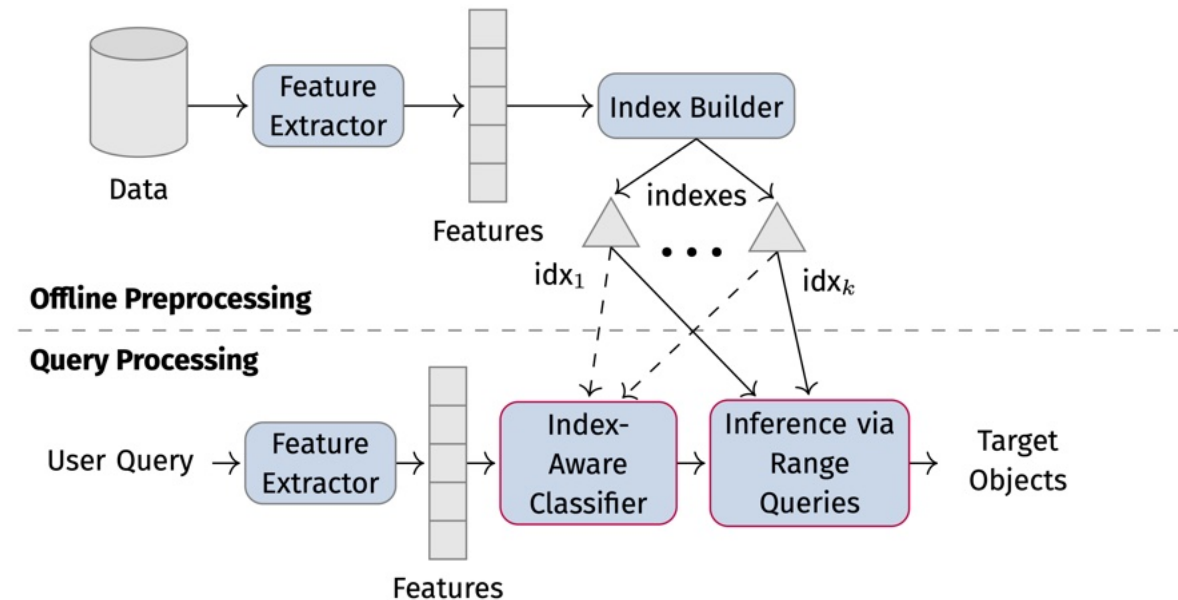 Feature
Extractor
Index Builder
Data
Features
indexes
idx₁
idxₖ
Offline Preprocessing
Query Processing
User Query
Feature
Extractor
Features
Index-
Aware
Classifier
Inference via
Range
Queries
Target
Objects